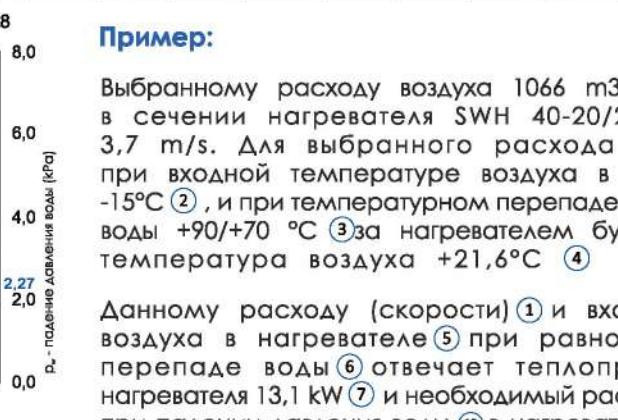 8
8,0
6,0
4,0
2,27
2,0
0,0
pw - падение давления воды (kPa)
Пример:
Выбранному расходу воздуха 1066 m3
в сечении нагревателя SWH 40-20/2
3,7 m/s. Для выбранного расхода
при входной температуре воздуха в
-15°C ② , и при температурном перепаде
воды +90/+70 °C ③за нагревателем бу
температура воздуха +21,6°C ④
Данному расходу (скорости) ① и вхо
воздуха в нагревателе ⑤ при равно
перепаде воды ⑥ отвечает теплопр
нагревателя 13,1 kW ⑦ и необходимый рас